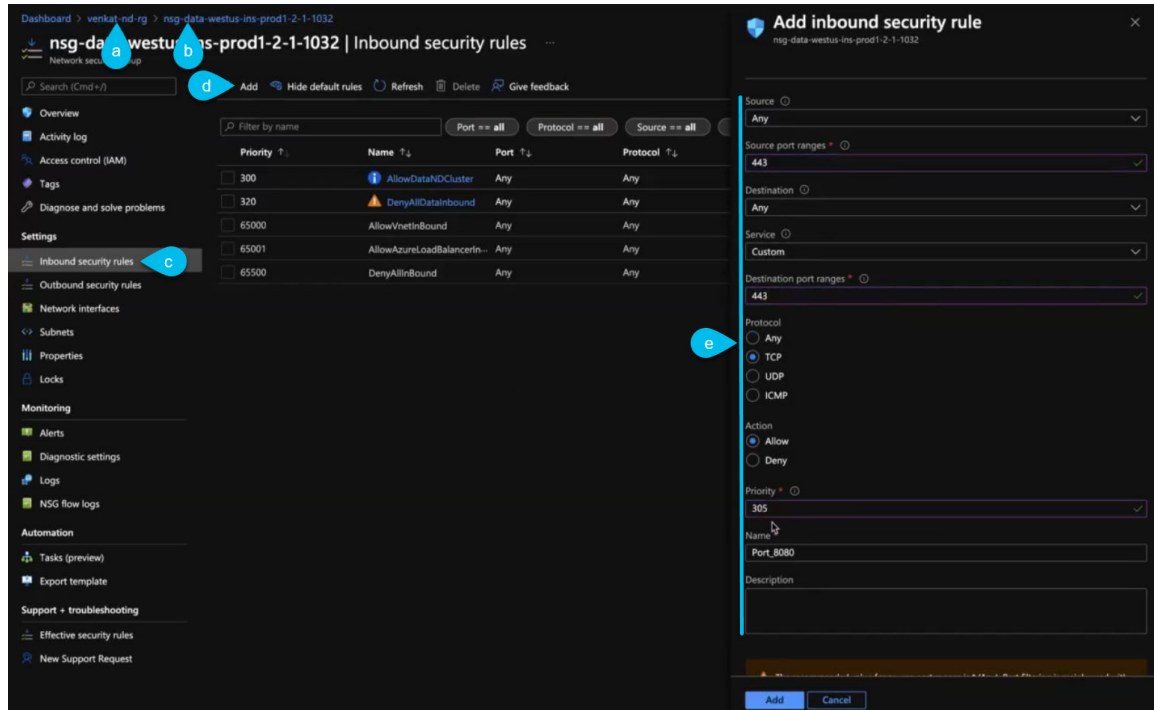 Dashboard > venkat-nd-rg > nsg-data-westus-ins-prod1-2-1-1032
a
b
nsg-da westus ns-prod1-2-1-1032 | Inbound security rules ...
Network secu up
Search (Cmd+/)
Overview
Activity log
Access control (IAM)
Tags
Diagnose and solve problems
Settings
Inbound security rules
c
Outbound security rules
Network interfaces
Subnets
Properties
Locks
Monitoring
Alerts
Diagnostic settings
Logs
NSG flow logs
Automation
Tasks (preview)
Export template
Support + troubleshooting
Effective security rules
New Support Request
d
Add Hide default rules Refresh Delete Give feedback
Filter by name Port == all Protocol == all Source == all
Priority Name Port Protocol
300 AllowDataNDCluster Any Any
320 DenyAllDataInbound Any Any
65000 AllowVnetInBound Any Any
65001 AllowAzureLoadBalancerIn... Any Any
65500 DenyAllInBound Any Any
Add inbound security rule
nsg-data-westus-ins-prod1-2-1-1032
Source
Any
Source port ranges *
443
Destination
Any
Service
Custom
Destination port ranges *
443
Protocol
e
Any
TCP
UDP
ICMP
Action
Allow
Deny
Priority *
305
Name
Port_8080
Description
Add Cancel